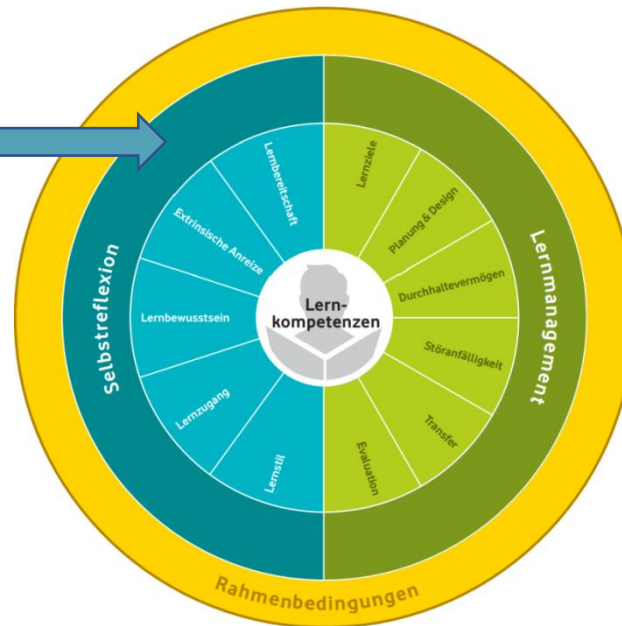 Lern-
kompetenzen
Selbstreflexion
Lernbereitschaft
Extrinsische Anreize
Lernbewusstsein
Lernzugang
Lernstil
Lernmanagement
Lernziele
Planung & Design
Durchhaltevermögen
Störanfälligkeit
Transfer
Evaluation
Rahmenbedingungen